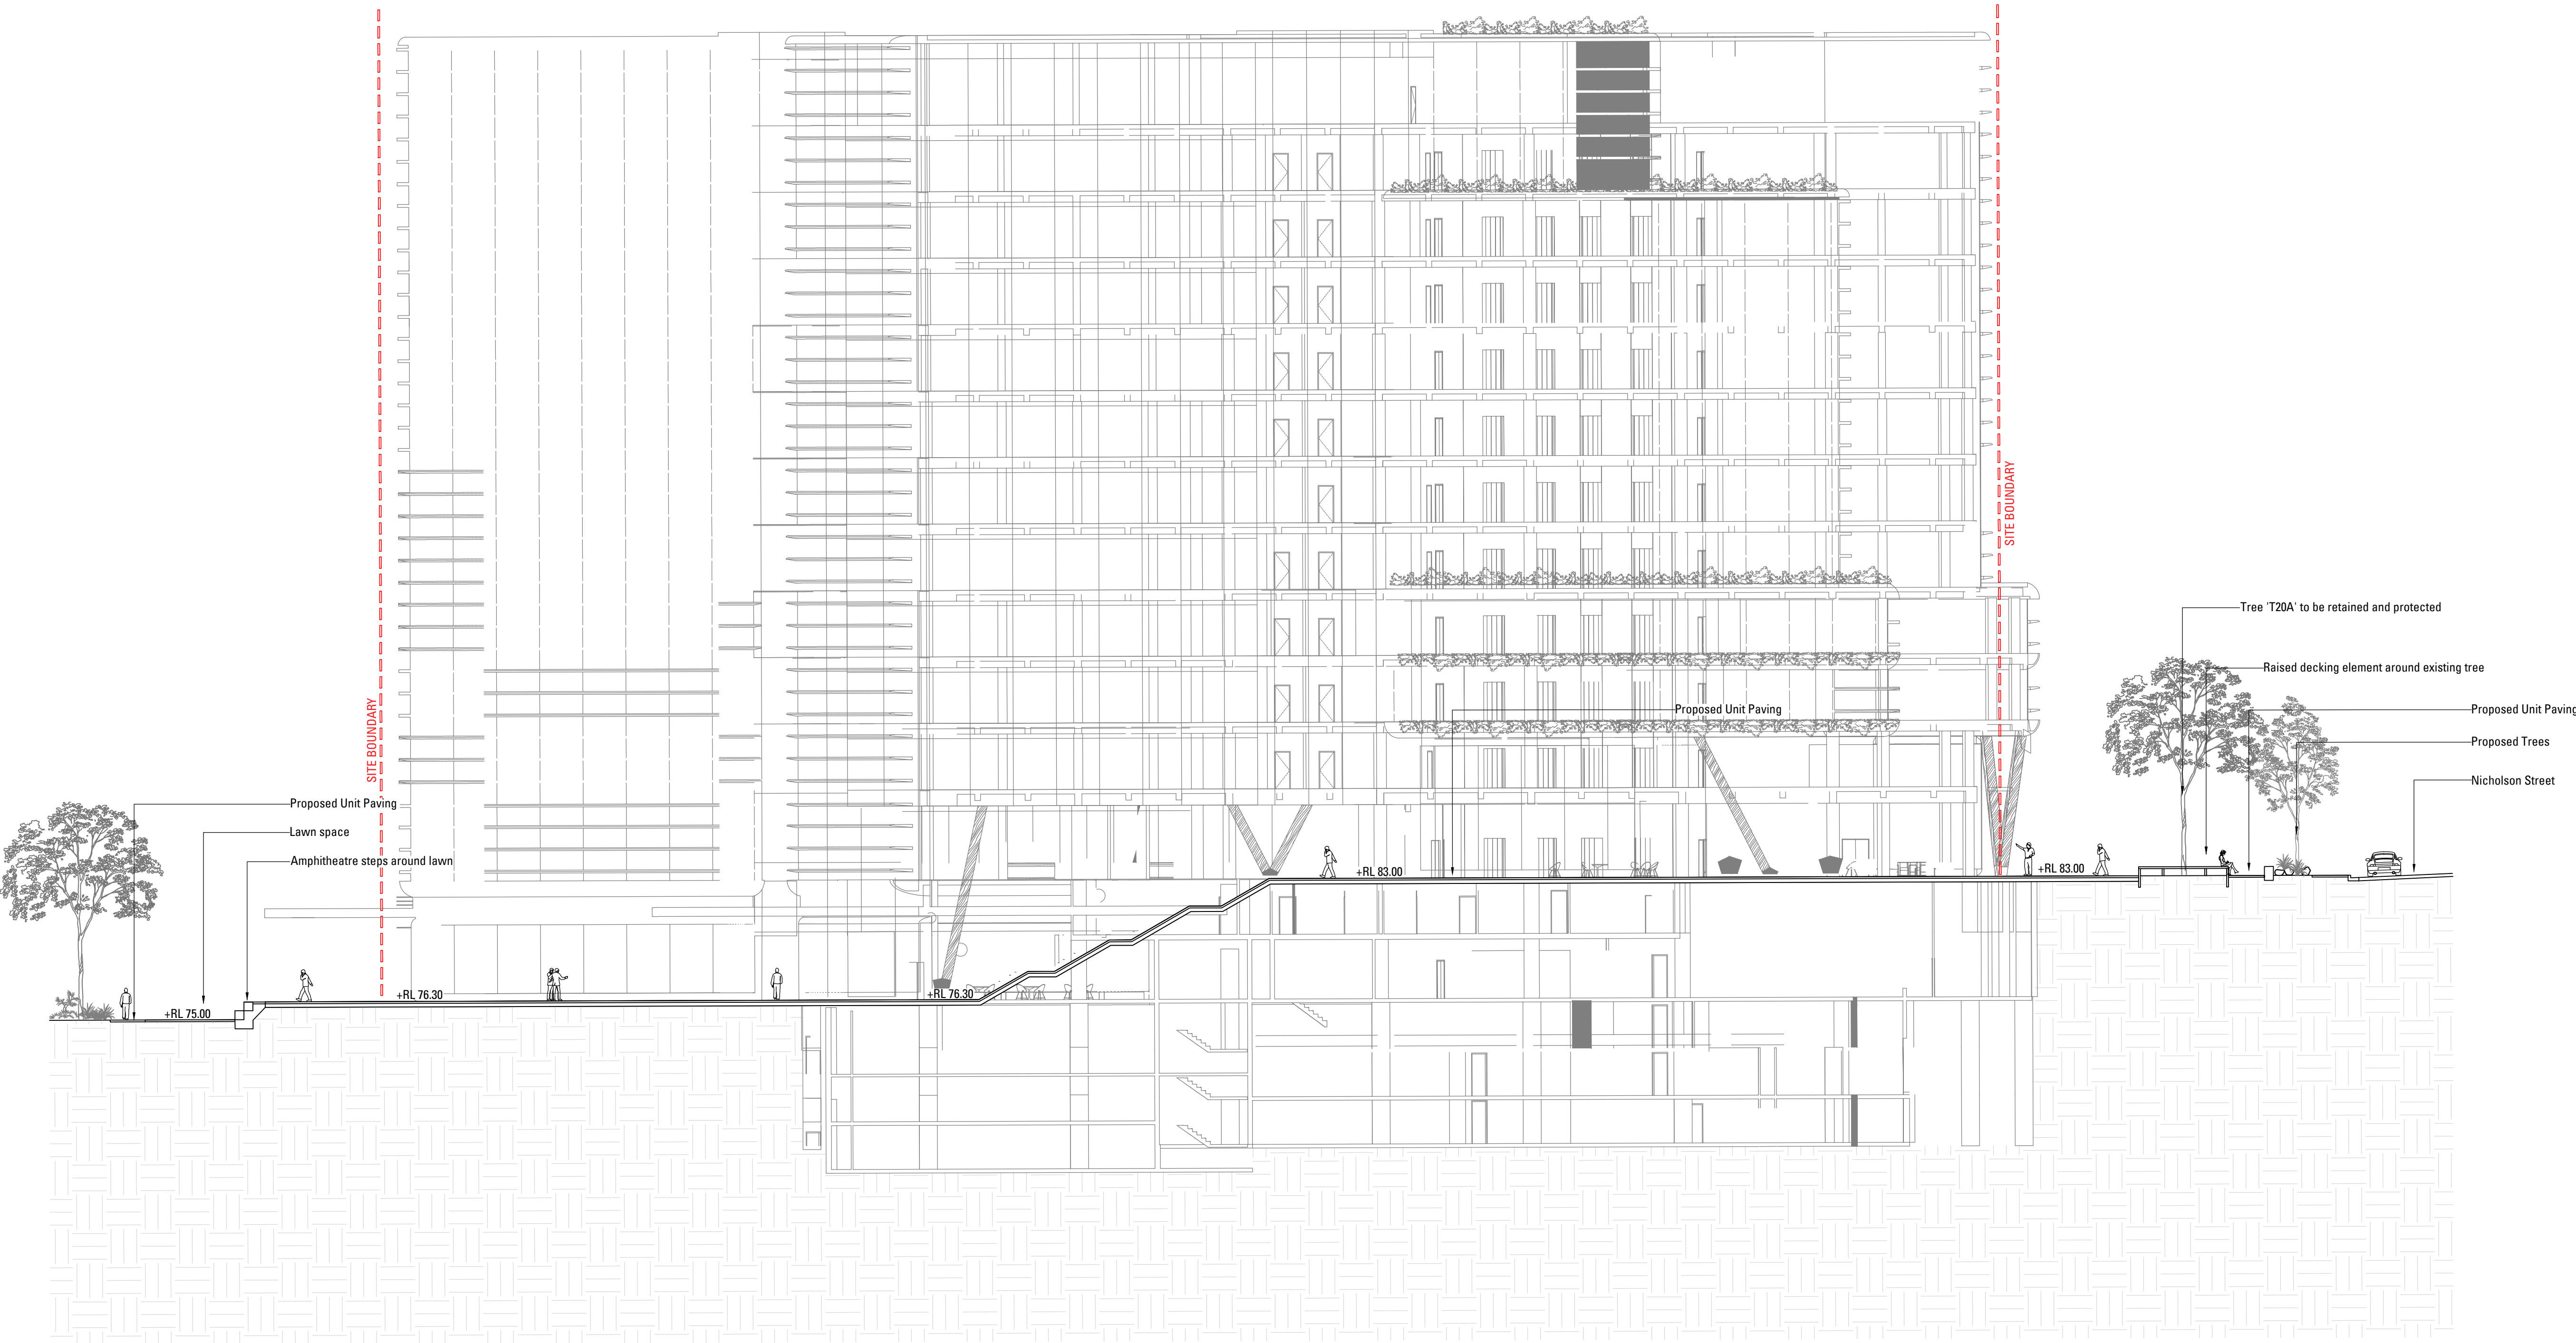 SITE BOUNDARY
SITE BOUNDARY
Tree 'T20A' to be retained and protected
Raised decking element around existing tree
Proposed Unit Paving
Proposed Unit Paving
Proposed Trees
Nicholson Street
Proposed Unit Paving
Lawn space
Amphitheatre steps around lawn
+RL 83.00
+RL 83.00
+RL 76.30
+RL 76.30
+RL 75.00